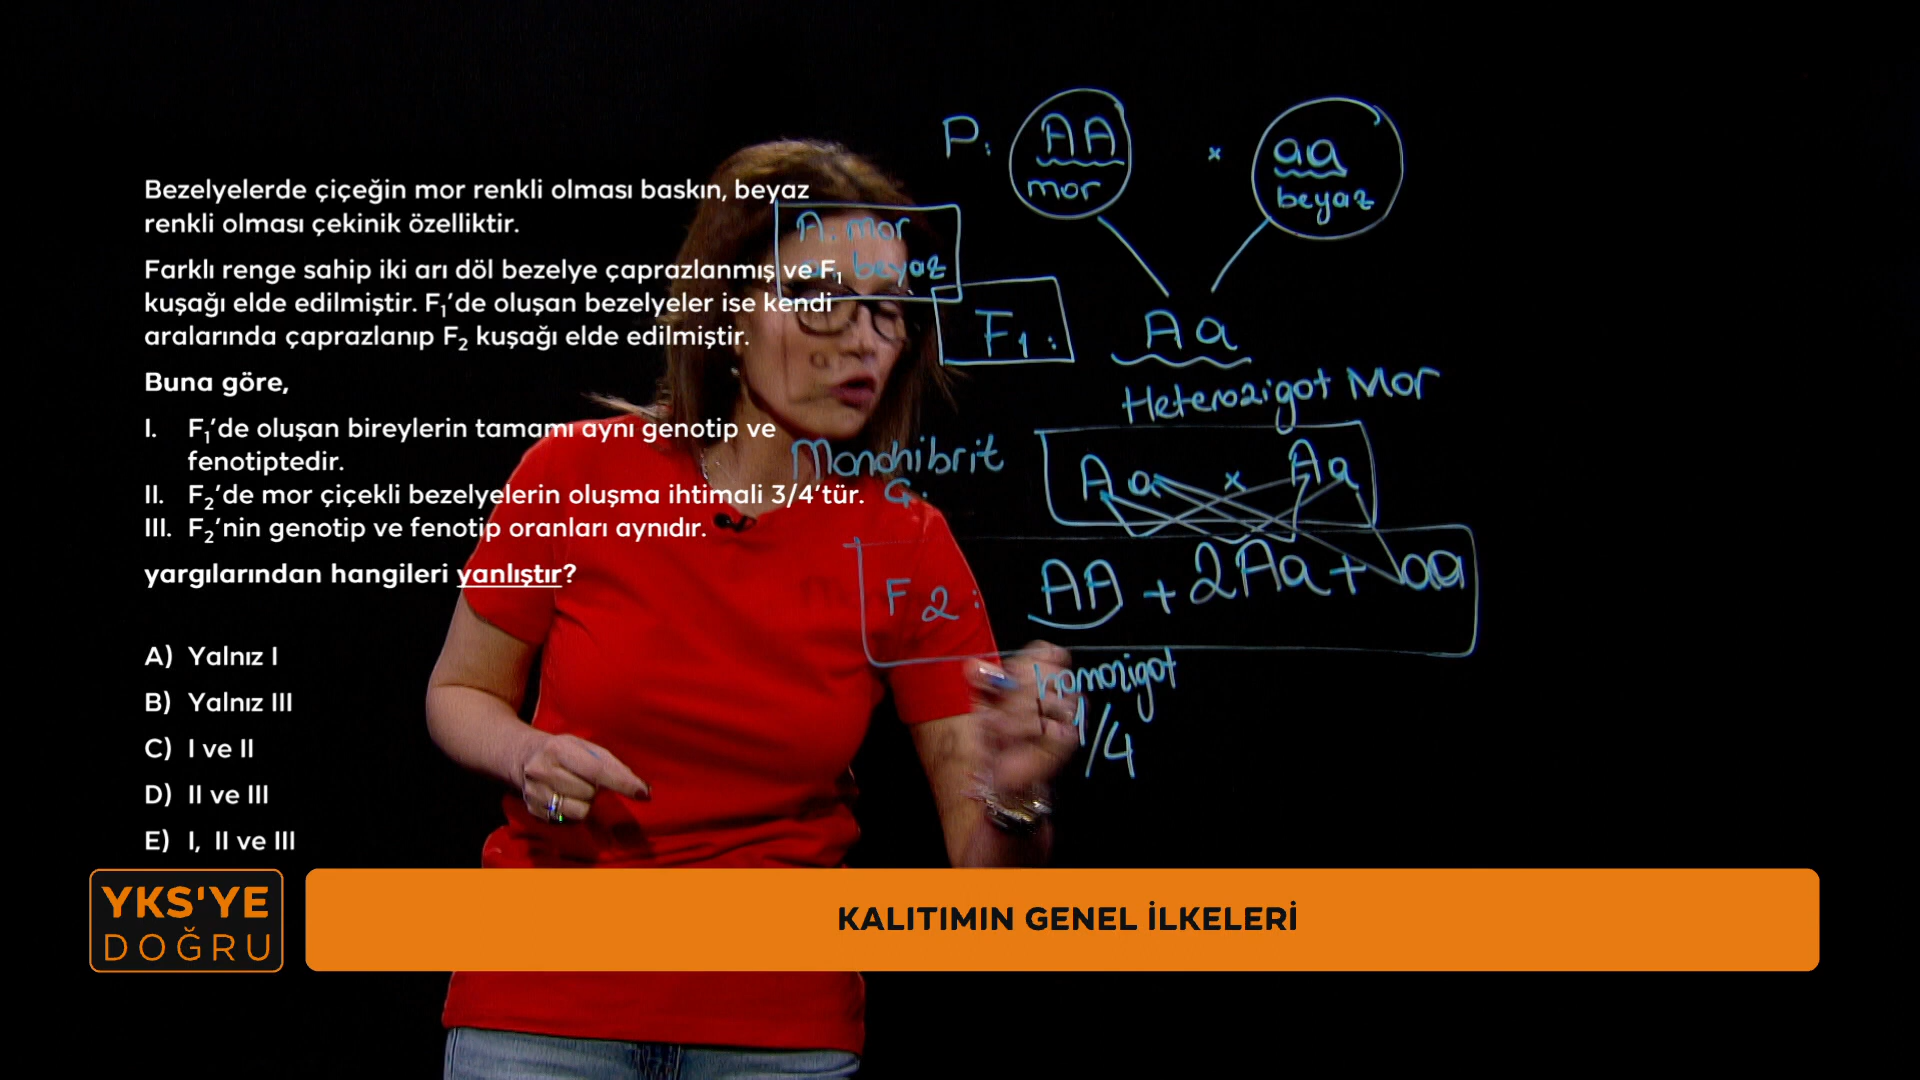 Bezelyelerde çiçeğin mor renkli olması baskın, beyaz
renkli olması çekinik özelliktir.
Farklı renge sahip iki arı döl bezelye çaprazlanmış ve F₁
kuşağı elde edilmiştir. F₁'de oluşan bezelyeler ise kendi
aralarında çaprazlanıp F₂ kuşağı elde edilmiştir.
Buna göre,
I. F₁'de oluşan bireylerin tamamı aynı genotip ve
fenotiptedir.
II. F₂'de mor çiçekli bezelyelerin oluşma ihtimali 3/4'tür.
III. F₂'nin genotip ve fenotip oranları aynıdır.
yargılarından hangileri yanlıştır?
A) Yalnız I
B) Yalnız III
C) I ve II
D) II ve III
E) I, II ve III
P: AA x aa
mor beyaz
A. mor
a. beyaz
F₁: Aa
Heterozigot Mor
Monohibrit
Ç.
Aa x Aa
F2: AA + 2Aa + aa
homozigot
1/4
YKS'YE
DOĞRU
KALITIMIN GENEL İLKELERİ